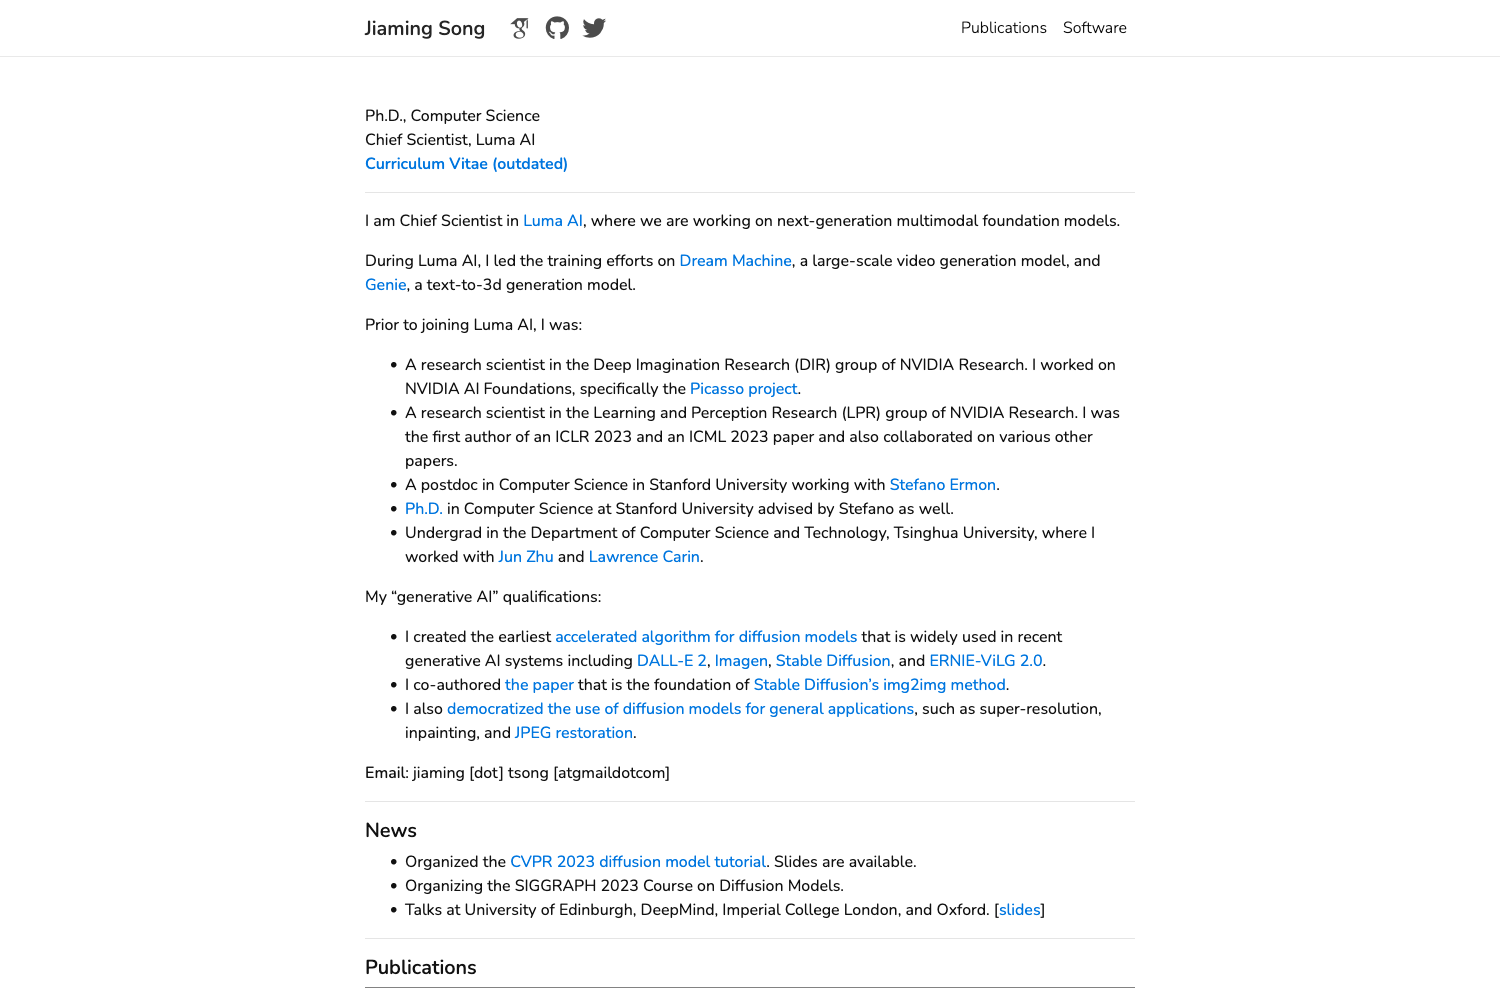 Jiaming Song
Publications Software
Ph.D., Computer Science
Chief Scientist, Luma AI
Curriculum Vitae (outdated)
I am Chief Scientist in Luma AI, where we are working on next-generation multimodal foundation models.
During Luma AI, I led the training efforts on Dream Machine, a large-scale video generation model, and
Genie, a text-to-3d generation model.
Prior to joining Luma AI, I was:
• A research scientist in the Deep Imagination Research (DIR) group of NVIDIA Research. I worked on
NVIDIA AI Foundations, specifically the Picasso project.
• A research scientist in the Learning and Perception Research (LPR) group of NVIDIA Research. I was
the first author of an ICLR 2023 and an ICML 2023 paper and also collaborated on various other
papers.
• A postdoc in Computer Science in Stanford University working with Stefano Ermon.
• Ph.D. in Computer Science at Stanford University advised by Stefano as well.
• Undergrad in the Department of Computer Science and Technology, Tsinghua University, where I
worked with Jun Zhu and Lawrence Carin.
My “generative AI” qualifications:
• I created the earliest accelerated algorithm for diffusion models that is widely used in recent
generative AI systems including DALL-E 2, Imagen, Stable Diffusion, and ERNIE-ViLG 2.0.
• I co-authored the paper that is the foundation of Stable Diffusion’s img2img method.
• I also democratized the use of diffusion models for general applications, such as super-resolution,
inpainting, and JPEG restoration.
Email: jiaming [dot] tsong [atgmaildotcom]
News
• Organized the CVPR 2023 diffusion model tutorial. Slides are available.
• Organizing the SIGGRAPH 2023 Course on Diffusion Models.
• Talks at University of Edinburgh, DeepMind, Imperial College London, and Oxford. [slides]
Publications